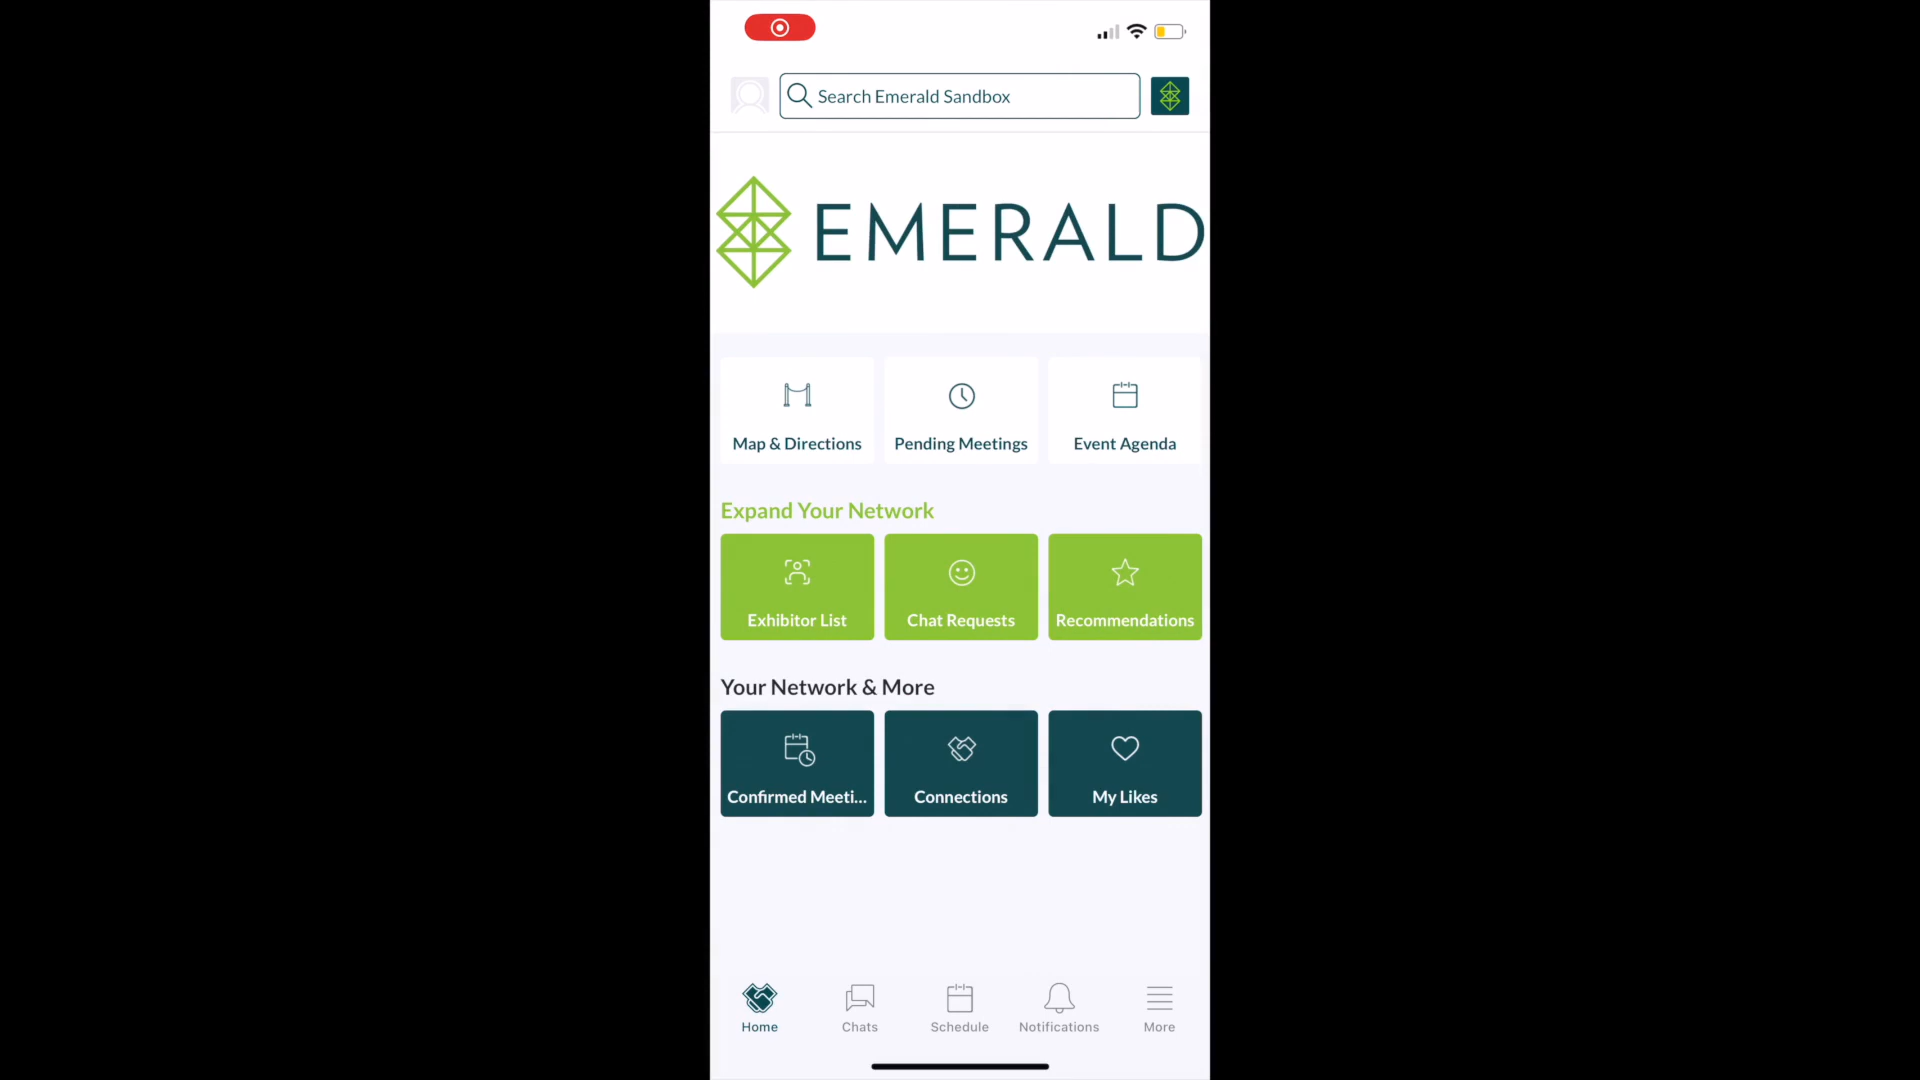 Search Emerald Sandbox
EMERALD
Map & Directions
Pending Meetings
Event Agenda
Expand Your Network
Exhibitor List
Chat Requests
Recommendations
Your Network & More
Confirmed Meeti...
Connections
My Likes
Home
Chats
Schedule
Notifications
More